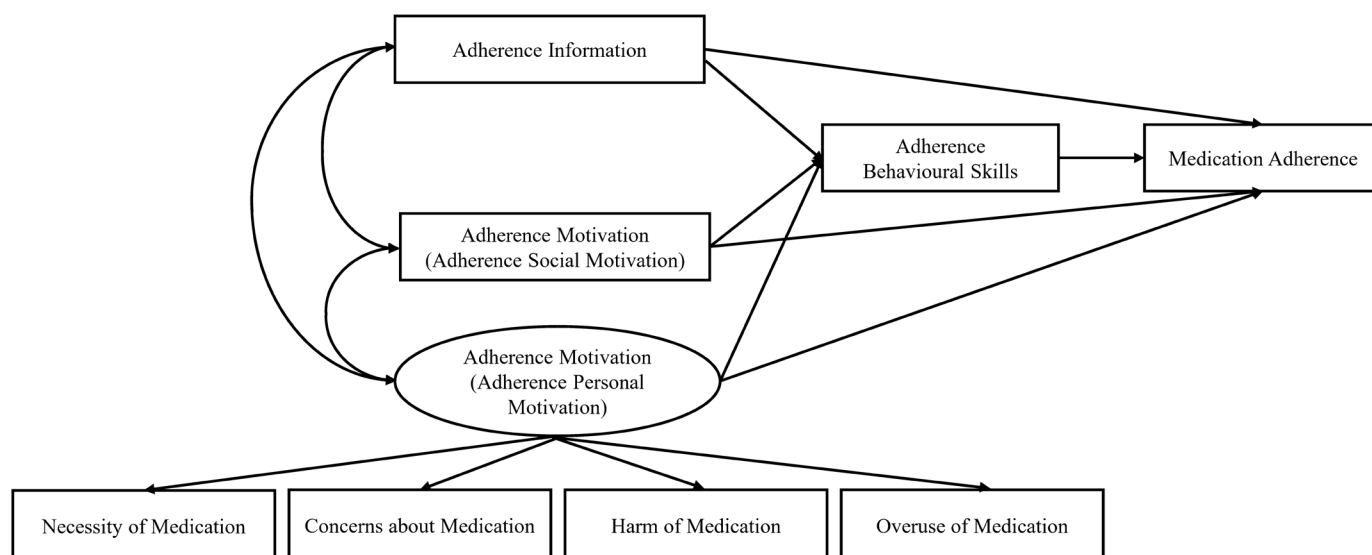 Adherence Information
Adherence
Behavioural Skills
Medication Adherence
Adherence Motivation
(Adherence Social Motivation)
Adherence Motivation
(Adherence Personal
Motivation)
Necessity of Medication
Concerns about Medication
Harm of Medication
Overuse of Medication